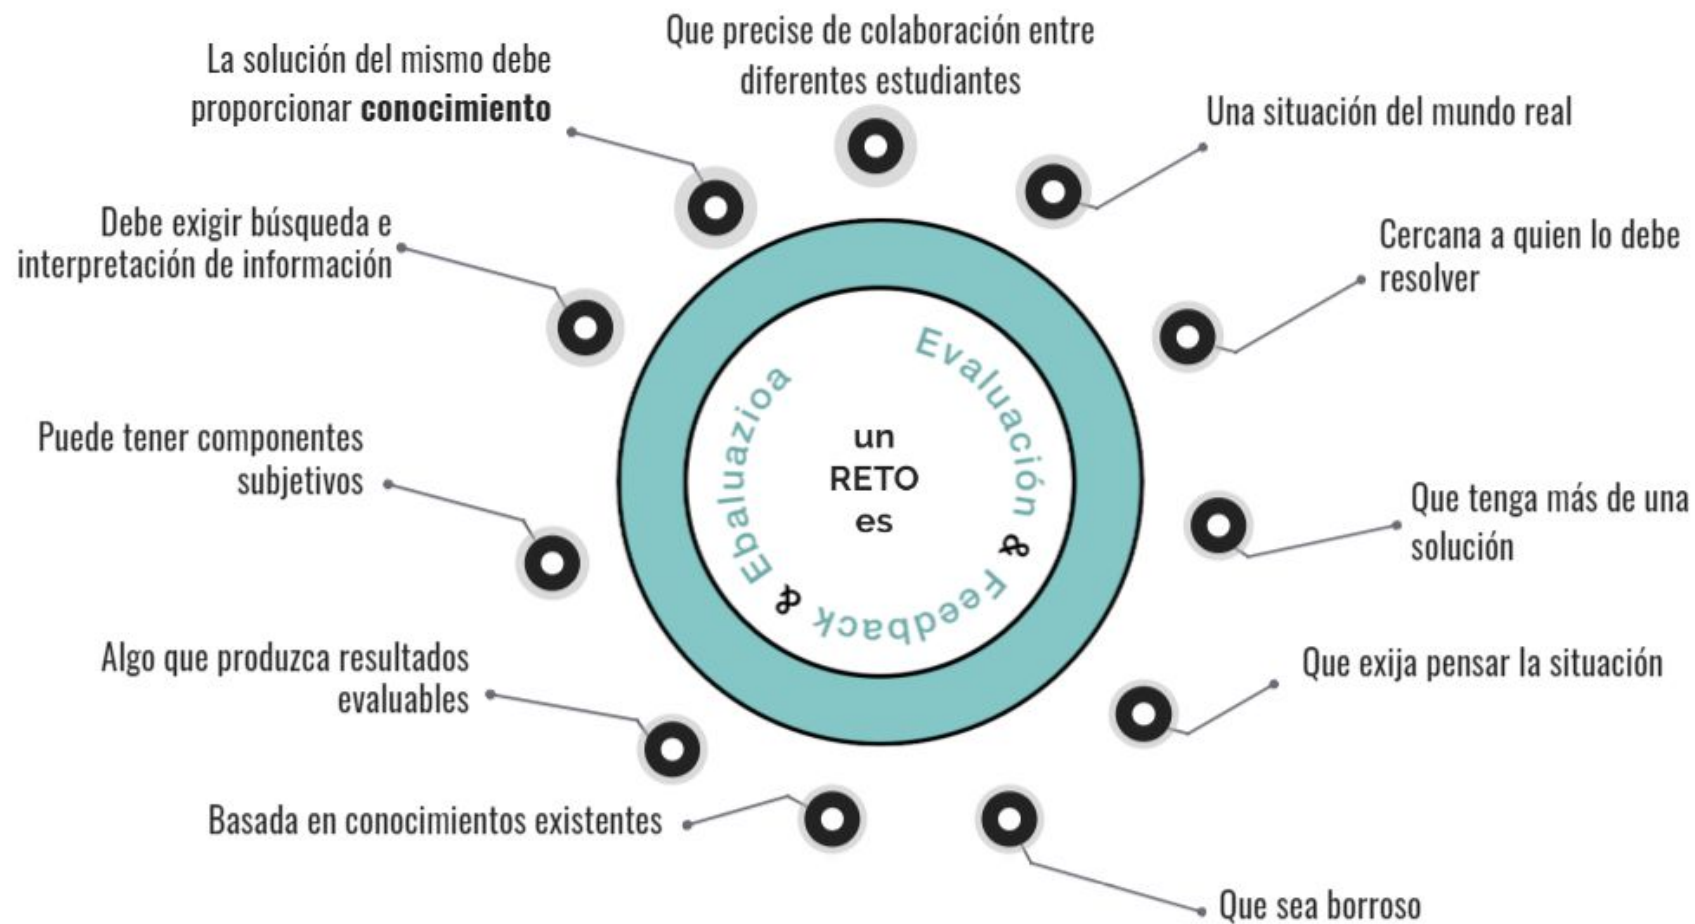 Que precise de colaboración entre
diferentes estudiantes
Una situación del mundo real
Cercana a quien lo debe
resolver
Que tenga más de una
solución
Que exija pensar la situación
Que sea borroso
Basada en conocimientos existentes
Algo que produzca resultados
evaluables
Puede tener componentes
subjetivos
Debe exigir búsqueda e
interpretación de información
La solución del mismo debe
proporcionar conocimiento
un
RETO
es
Evaluación & Feedback & Ebaluazioa